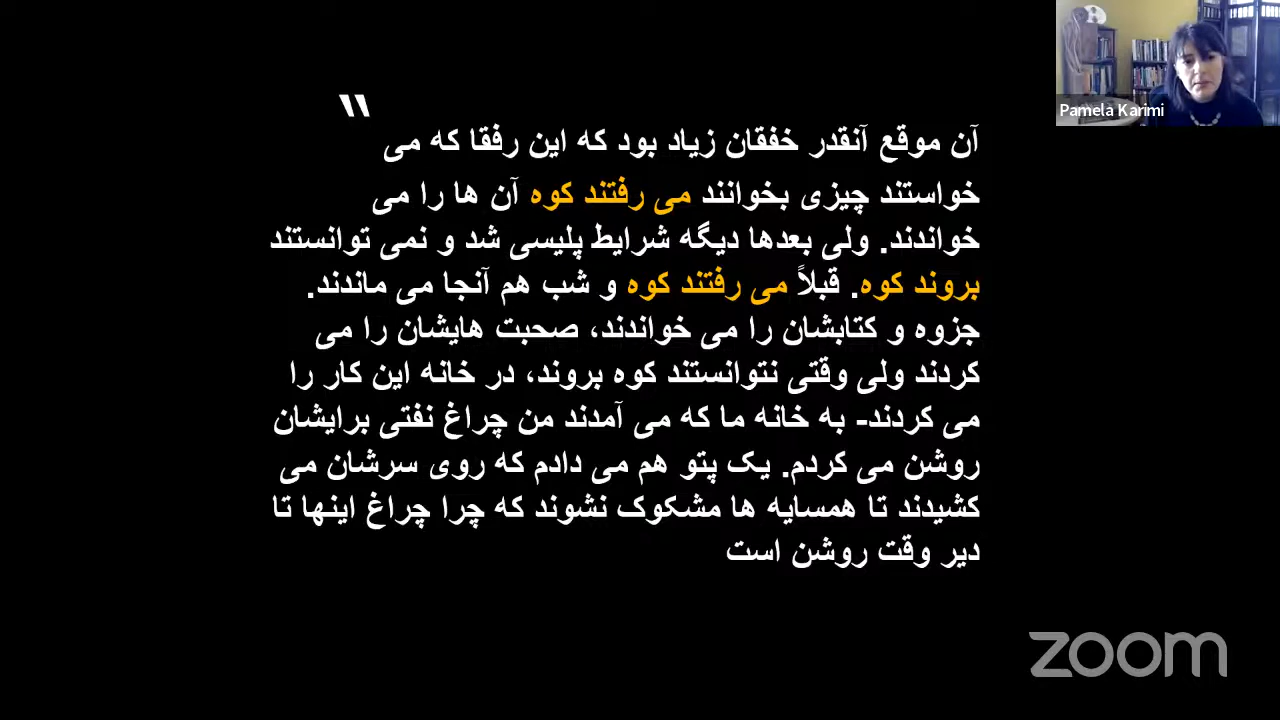 "
آن موقع آنقدر خفقان زیاد بود که این رفقا که می
خواستند چیزی بخوانند می رفتند کوه آن ها را می
خواندند. ولی بعدها دیگه شرایط پلیسی شد و نمی توانستند
بروند کوه. قبلاً می رفتند کوه و شب هم آنجا می ماندند.
جزوه و کتابشان را می خواندند، صحبت هایشان را می
کردند ولی وقتی نتوانستند کوه بروند، در خانه این کار را
می کردند- به خانه ما که می آمدند من چراغ نفتی برایشان
روشن می کردم. یک پتو هم می دادم که روی سرشان می
کشیدند تا همسایه ها مشکوک نشوند که چرا چراغ اینها تا
دیر وقت روشن است
Pamela Karimi
zoom